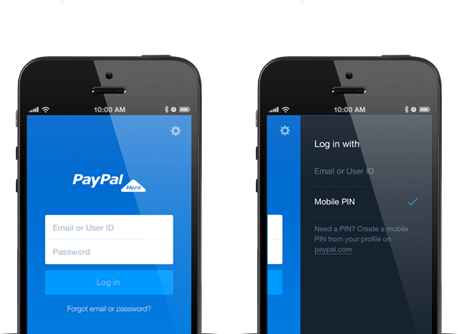 10:00 AM
PayPal
Here
Email or User ID
Password
Log in
Forgot email or password?
10:00 AM
Log in with
Email or User ID
Mobile PIN
Need a PIN? Create a mobile
PIN from your profile on
paypal.com